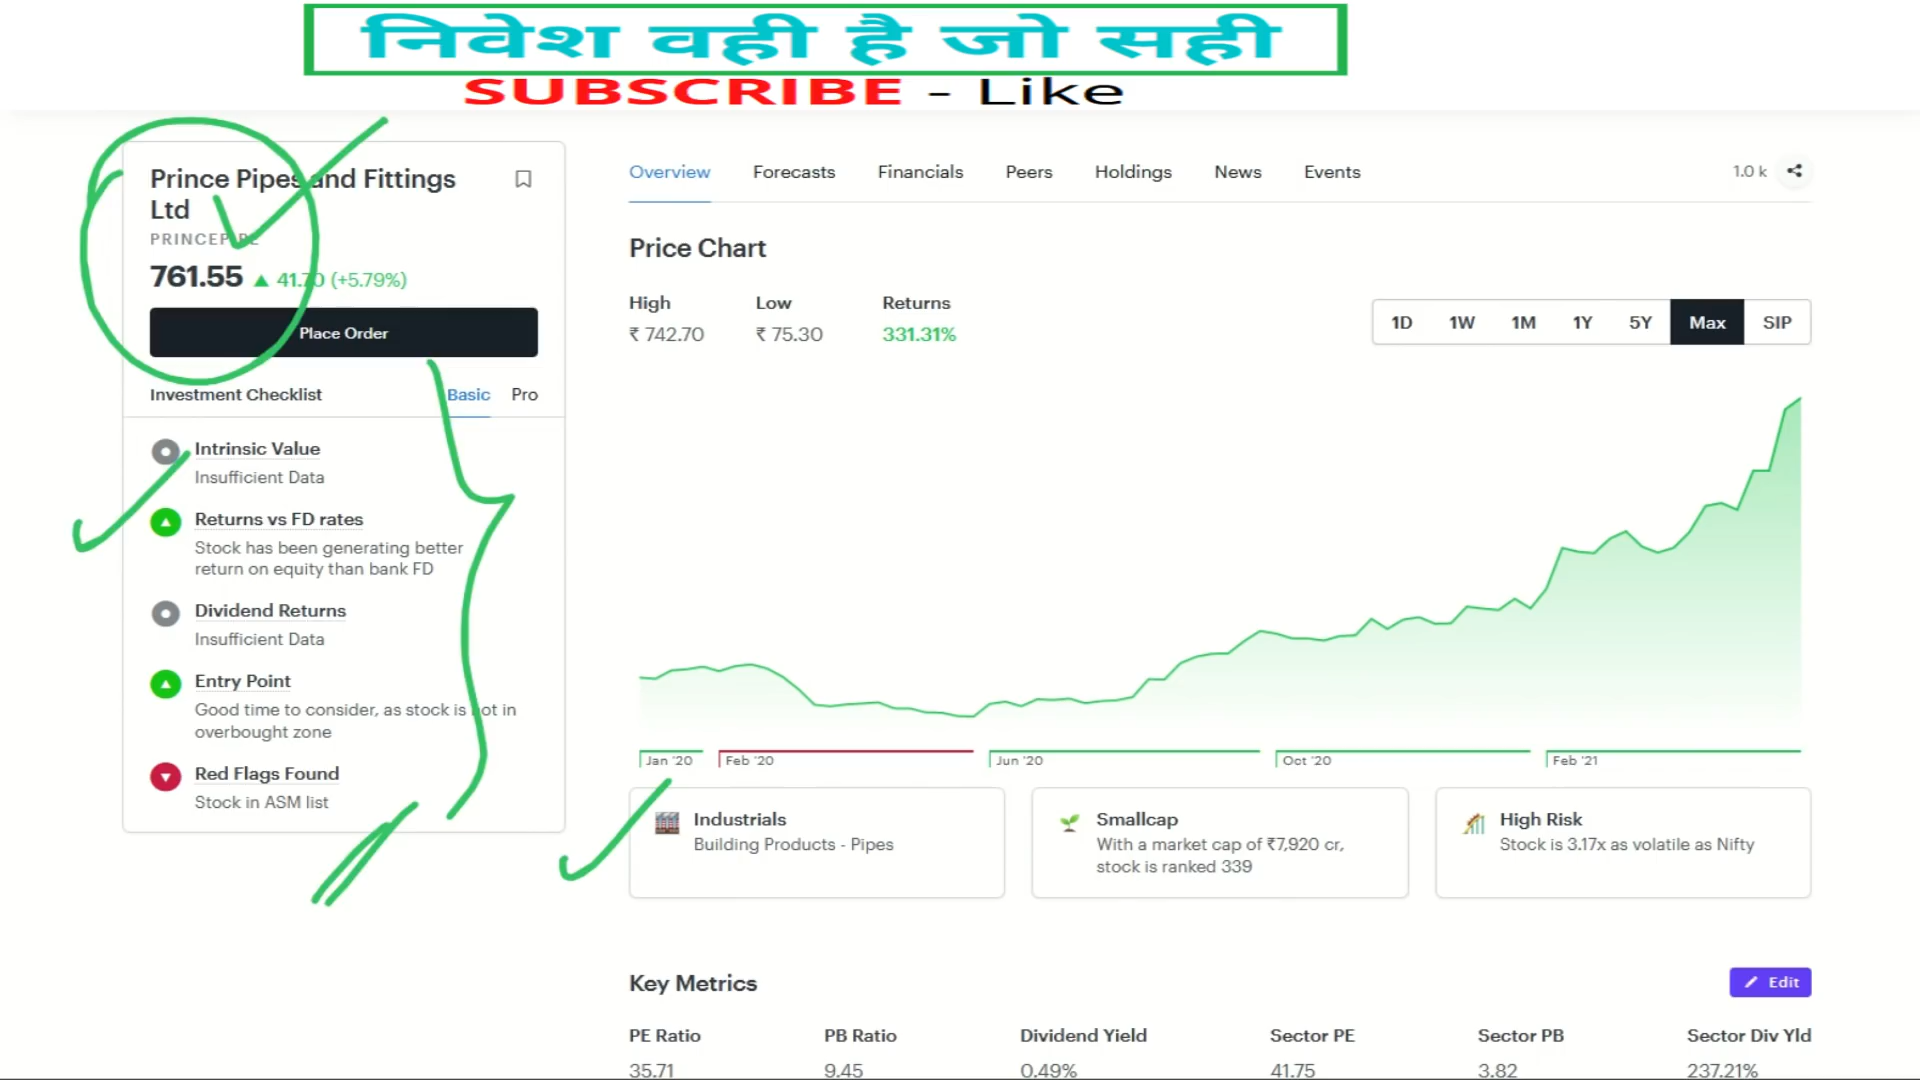 निवेश वही है जो सही
SUBSCRIBE - Like
Prince Pipes and Fittings
Ltd
PRINCEPIPE
761.55 ▲ 41.70 (+5.79%)
Place Order
Investment Checklist Basic Pro
Intrinsic Value
Insufficient Data
Returns vs FD rates
Stock has been generating better
return on equity than bank FD
Dividend Returns
Insufficient Data
Entry Point
Good time to consider, as stock is not in
overbought zone
Red Flags Found
Stock in ASM list
Overview Forecasts Financials Peers Holdings News Events 1.0 k
Price Chart
High Low Returns
₹ 742.70 ₹ 75.30 331.31%
1D 1W 1M 1Y 5Y Max SIP
Jan '20 Feb '20 Jun '20 Oct '20 Feb '21
Industrials
Building Products - Pipes
Smallcap
With a market cap of ₹7,920 cr,
stock is ranked 339
High Risk
Stock is 3.17x as volatile as Nifty
Key Metrics Edit
PE Ratio PB Ratio Dividend Yield Sector PE Sector PB Sector Div Yld
35.71 9.45 0.49% 41.75 3.82 237.21%